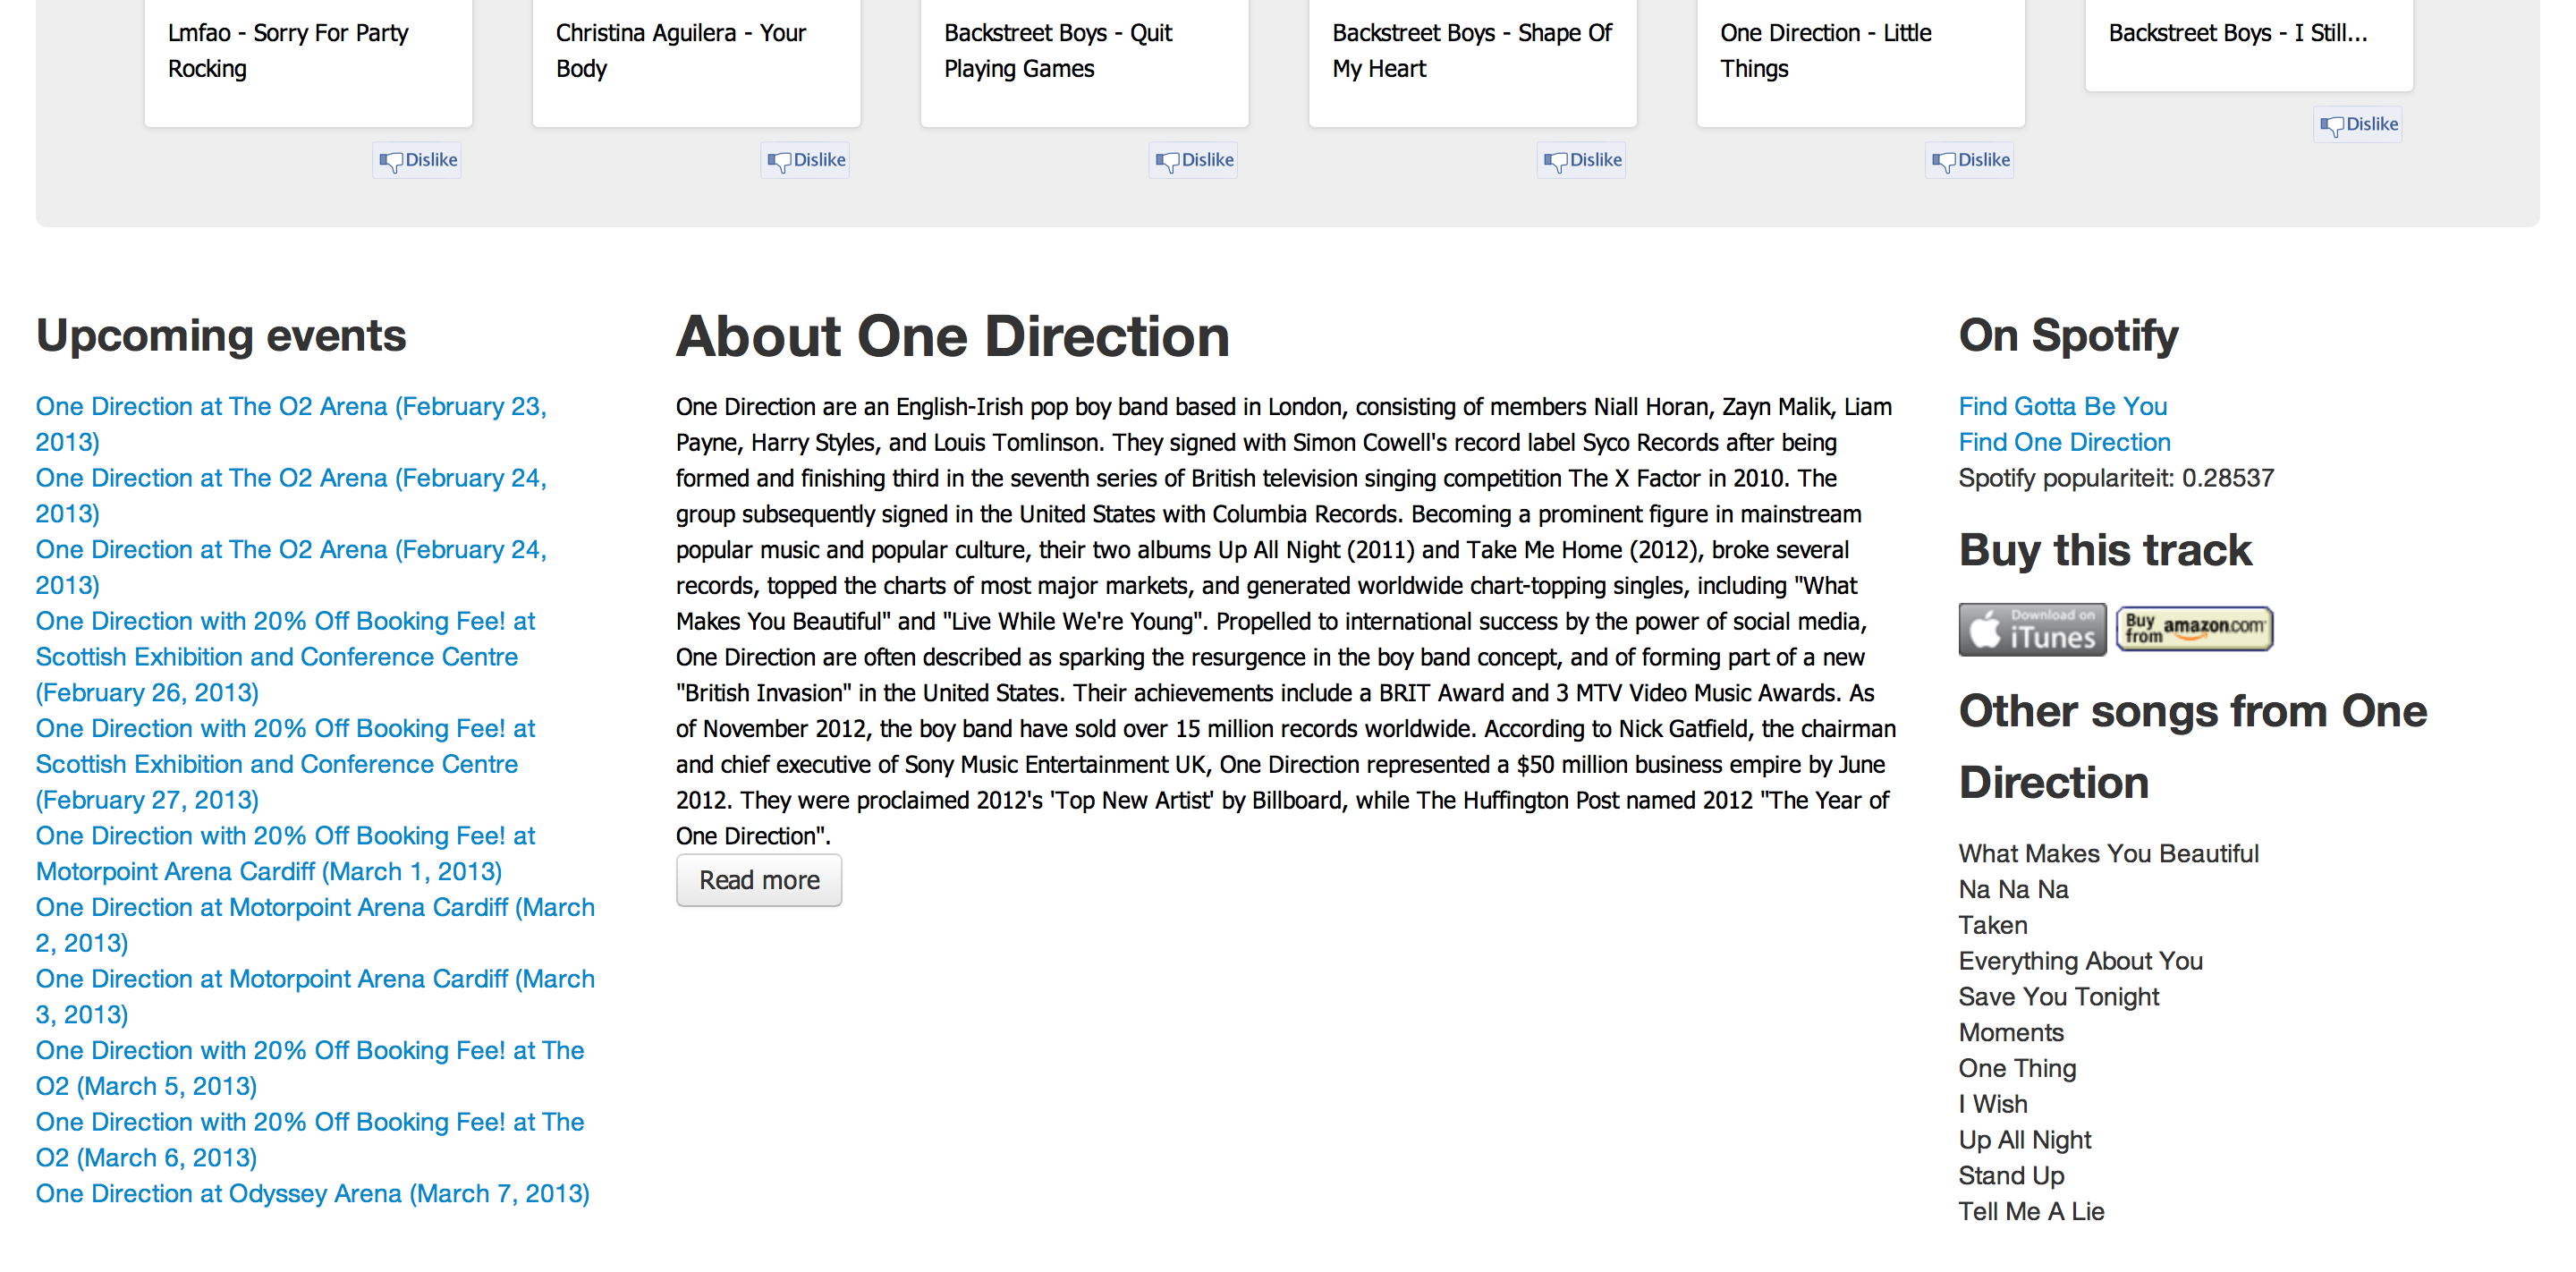 Lmfao - Sorry For Party
Rocking
Dislike
Christina Aguilera - Your
Body
Dislike
Backstreet Boys - Quit
Playing Games
Dislike
Backstreet Boys - Shape Of
My Heart
Dislike
One Direction - Little
Things
Dislike
Backstreet Boys - I Still...
Dislike
Upcoming events
One Direction at The O2 Arena (February 23,
2013)
One Direction at The O2 Arena (February 24,
2013)
One Direction at The O2 Arena (February 24,
2013)
One Direction with 20% Off Booking Fee! at
Scottish Exhibition and Conference Centre
(February 26, 2013)
One Direction with 20% Off Booking Fee! at
Scottish Exhibition and Conference Centre
(February 27, 2013)
One Direction with 20% Off Booking Fee! at
Motorpoint Arena Cardiff (March 1, 2013)
One Direction at Motorpoint Arena Cardiff (March
2, 2013)
One Direction at Motorpoint Arena Cardiff (March
3, 2013)
One Direction with 20% Off Booking Fee! at The
O2 (March 5, 2013)
One Direction with 20% Off Booking Fee! at The
O2 (March 6, 2013)
One Direction at Odyssey Arena (March 7, 2013)
About One Direction
One Direction are an English-Irish pop boy band based in London, consisting of members Niall Horan, Zayn Malik, Liam
Payne, Harry Styles, and Louis Tomlinson. They signed with Simon Cowell's record label Syco Records after being
formed and finishing third in the seventh series of British television singing competition The X Factor in 2010. The
group subsequently signed in the United States with Columbia Records. Becoming a prominent figure in mainstream
popular music and popular culture, their two albums Up All Night (2011) and Take Me Home (2012), broke several
records, topped the charts of most major markets, and generated worldwide chart-topping singles, including "What
Makes You Beautiful" and "Live While We're Young". Propelled to international success by the power of social media,
One Direction are often described as sparking the resurgence in the boy band concept, and of forming part of a new
"British Invasion" in the United States. Their achievements include a BRIT Award and 3 MTV Video Music Awards. As
of November 2012, the boy band have sold over 15 million records worldwide. According to Nick Gatfield, the chairman
and chief executive of Sony Music Entertainment UK, One Direction represented a $50 million business empire by June
2012. They were proclaimed 2012's 'Top New Artist' by Billboard, while The Huffington Post named 2012 "The Year of
One Direction".
Read more
On Spotify
Find Gotta Be You
Find One Direction
Spotify populariteit: 0.28537
Buy this track
Download on
iTunes
Buy
from amazon.com
Other songs from One
Direction
What Makes You Beautiful
Na Na Na
Taken
Everything About You
Save You Tonight
Moments
One Thing
I Wish
Up All Night
Stand Up
Tell Me A Lie